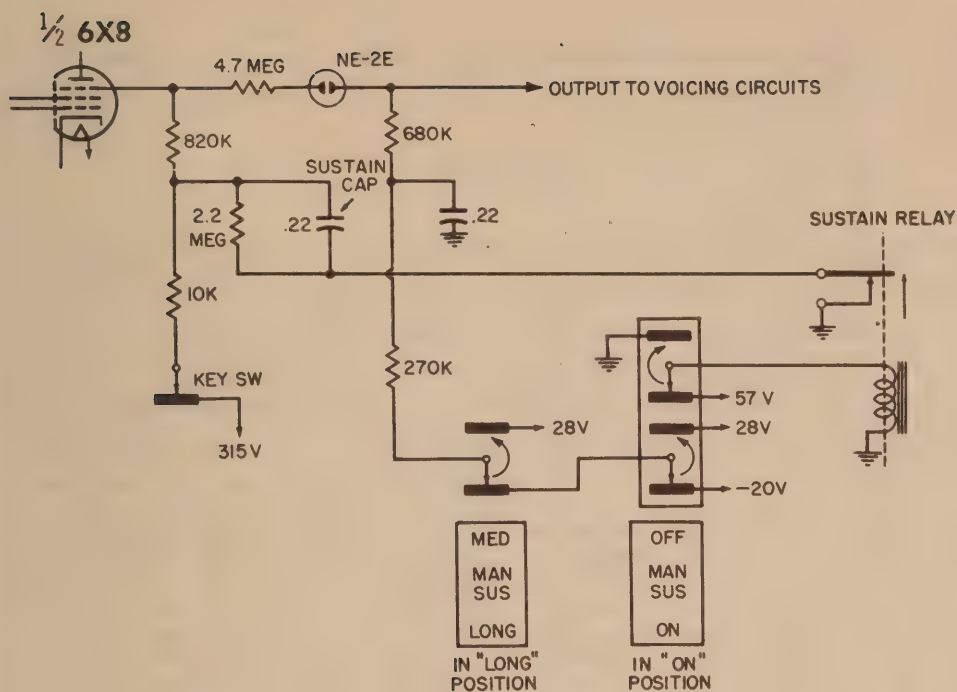 ½ 6X8
4.7 MEG
NE-2E
OUTPUT TO VOICING CIRCUITS
820K
680K
SUSTAIN
CAP
2.2
MEG
.22
.22
SUSTAIN RELAY
10K
270K
KEY SW
315V
28V
57 V
28V
-20V
MED
MAN
SUS
LONG
IN "LONG"
POSITION
OFF
MAN
SUS
ON
IN "ON"
POSITION